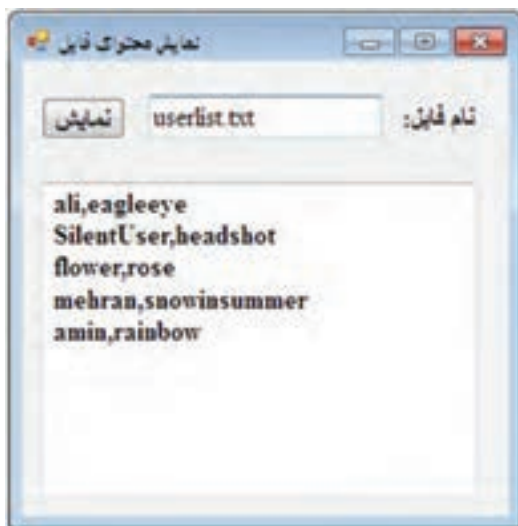 نمایش محتوای فایل
نام فایل: userlist.txt نمایش
ali,eagleeye
SilentUser,headshot
flower,rose
mehran,snowinsummer
amin,rainbow